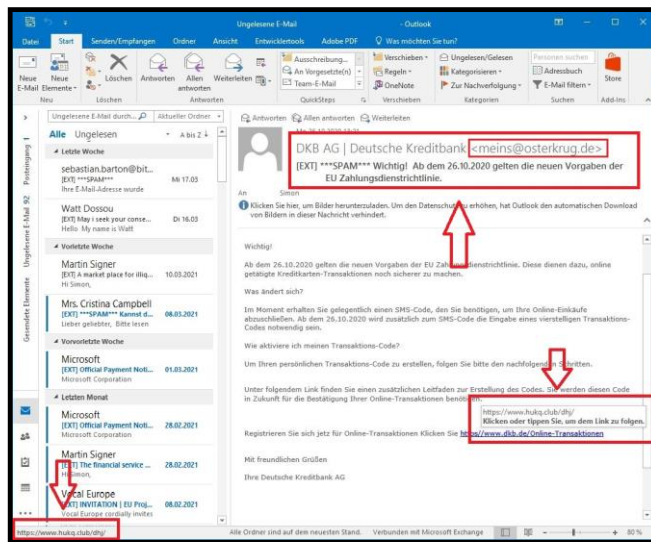 Ungelesene E-Mail - Outlook
Datei Start Senden/Empfangen Ordner Ansicht Entwicklertools Adobe PDF Was möchten Sie tun?
Neue E-Mail
Neue Elemente
Löschen
Antworten
Allen antworten
Weiterleiten
Ausschreibung...
An Vorgesetzte(n)
Team-E-Mail
Verschieben
Regeln
OneNote
Ungelesen/Gelesen
Kategorisieren
Zur Nachverfolgung
Personen suchen
Adressbuch
E-Mail filtern
Store
Neu Löschen Antworten QuickSteps Verschieben Kategorien Suchen Add-Ins
Posteingang 1
Ungelesene E-Mail 92
Gesendete Elemente
Ungelesene E-Mail durch... Aktueller Ordner
Alle Ungelesen A bis Z
Letzte Woche
sebastian.barton@bit...
[EXT] ***SPAM*** Mi 17.03
Ihre E-Mail-Adresse wurde
Watt Dossou
[EXT] May i seek your conse... Di 16.03
Hello My name is Watt
Vorletzte Woche
Martin Signer
[EXT] A market place for illiq... 10.03.2021
Hi Simon,
Mrs. Cristina Campbell
[EXT] ***SPAM*** Kannst d... 08.03.2021
Lieber geliebter, Bitte lesen
Vorvorletzte Woche
Microsoft
[EXT] Official Payment Noti... 01.03.2021
Microsoft Corporation
Letzten Monat
Microsoft
[EXT] Official Payment Noti... 28.02.2021
Microsoft Corporation
Martin Signer
[EXT] The financial service ... 28.02.2021
Hi Simon,
Vocal Europe
[EXT] INVITATION | EU Proj... 08.02.2021
Vocal Europe cordially invites
Antworten Allen antworten Weiterleiten
DKB AG | Deutsche Kreditbank <meins@osterkrug.de>
[EXT] ***SPAM*** Wichtig! Ab dem 26.10.2020 gelten die neuen Vorgaben der
EU Zahlungsdienstrichtlinie.
An Simon
Klicken Sie hier, um Bilder herunterzuladen. Um den Datenschutz zu erhöhen, hat Outlook den automatischen Download
von Bildern in dieser Nachricht verhindert.
Wichtig!
Ab dem 26.10.2020 gelten die neuen Vorgaben der EU Zahlungsdienstrichtlinie. Diese dienen dazu, online
getätigte Kreditkarten-Transaktionen noch sicherer zu machen.
Was ändert sich?
Im Moment erhalten Sie gelegentlich einen SMS-Code, den Sie benötigen, um Ihre Online-Einkäufe
abzuschließen. Ab dem 26.10.2020 wird zusätzlich zum SMS-Code die Eingabe eines vierstelligen Transaktions-
Codes notwendig sein.
Wie aktiviere ich meinen Transaktions-Code?
Um Ihren persönlichen Transaktions-Code zu erstellen, folgen Sie bitte den nachfolgenden Schritten.
Unter folgendem Link finden Sie einen zusätzlichen Leitfaden zur Erstellung des Codes. Sie werden diesen Code
in Zukunft für die Bestätigung Ihrer Online-Transaktionen benötigen.
https://www.hukq.club/dhj/
Klicken oder tippen Sie, um dem Link zu folgen.
Registrieren Sie sich jetz für Online-Transaktionen Klicken Sie https//www.dkb.de/Online-Transaktionen
Mit freundlichen Grüßen
Ihre Deutsche Kreditbank AG
https://www.hukq.club/dhj/
Alle Ordner sind auf dem neuesten Stand. Verbunden mit Microsoft Exchange 80 %